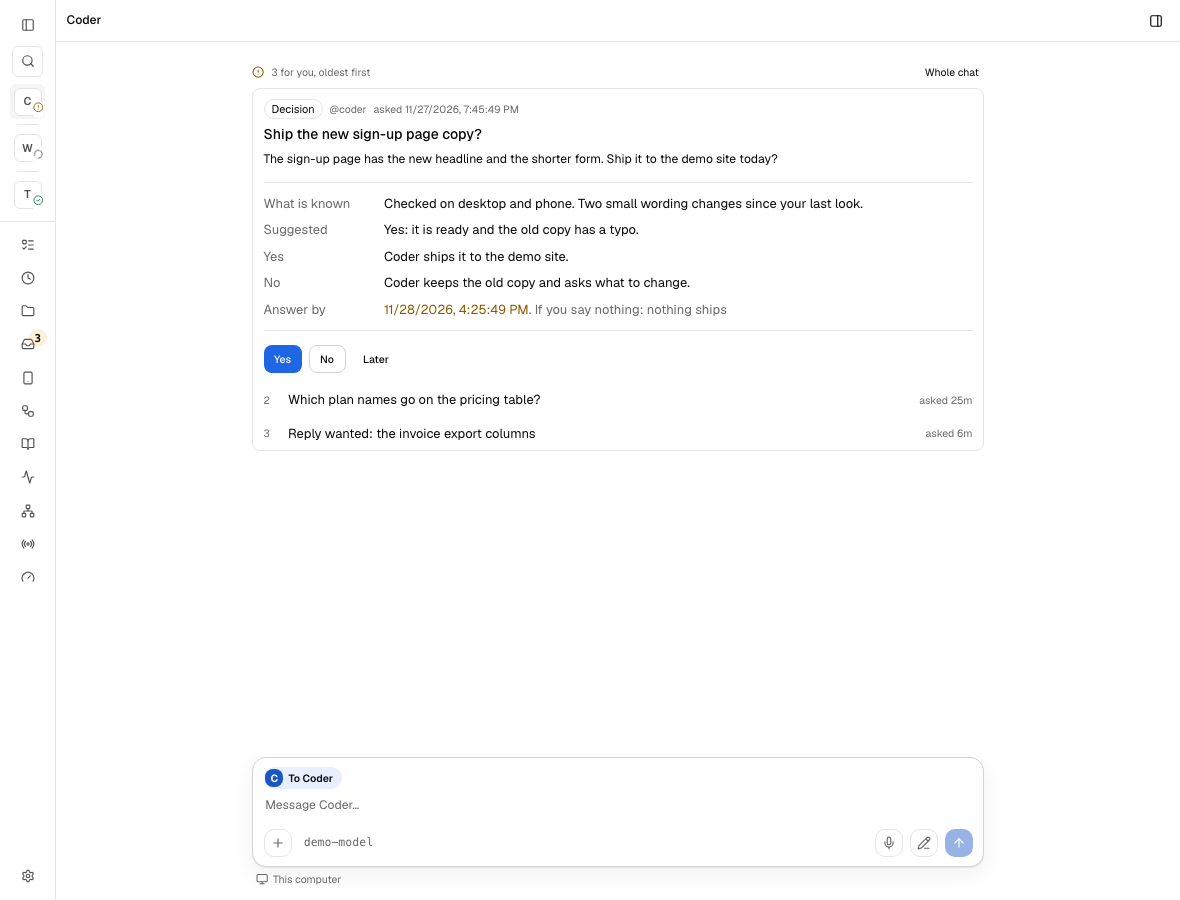 Coder
3 for you, oldest first
Whole chat
C
W
T
3
Decision @coder asked 11/27/2026, 7:45:49 PM
Ship the new sign-up page copy?
The sign-up page has the new headline and the shorter form. Ship it to the demo site today?
What is known Checked on desktop and phone. Two small wording changes since your last look.
Suggested Yes: it is ready and the old copy has a typo.
Yes Coder ships it to the demo site.
No Coder keeps the old copy and asks what to change.
Answer by 11/28/2026, 4:25:49 PM. If you say nothing: nothing ships
Yes No Later
2 Which plan names go on the pricing table? asked 25m
3 Reply wanted: the invoice export columns asked 6m
C To Coder
Message Coder…
demo-model
This computer